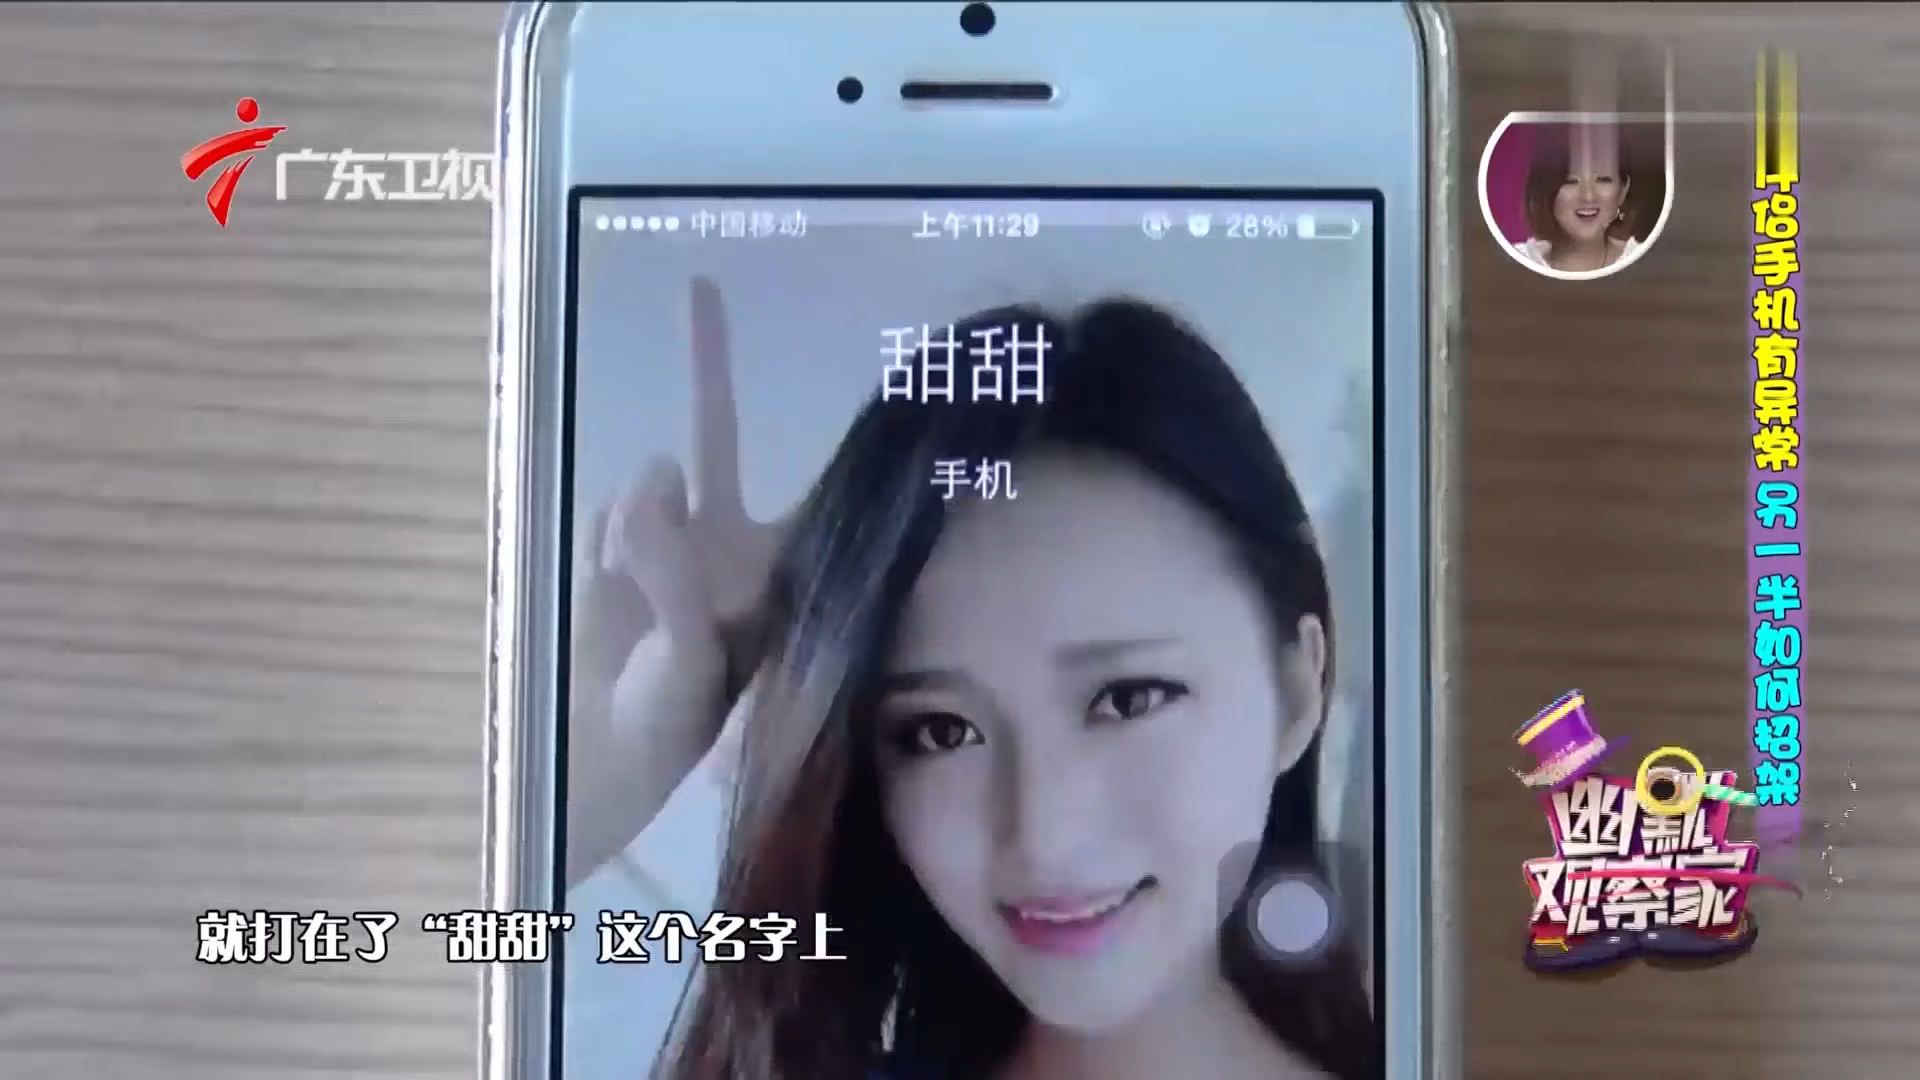 广东卫视
中国移动
上午11:29
28%
甜甜
手机
侣手机有异常 另一半如何招架
幽默
观察家
就打在了“甜甜”这个名字上